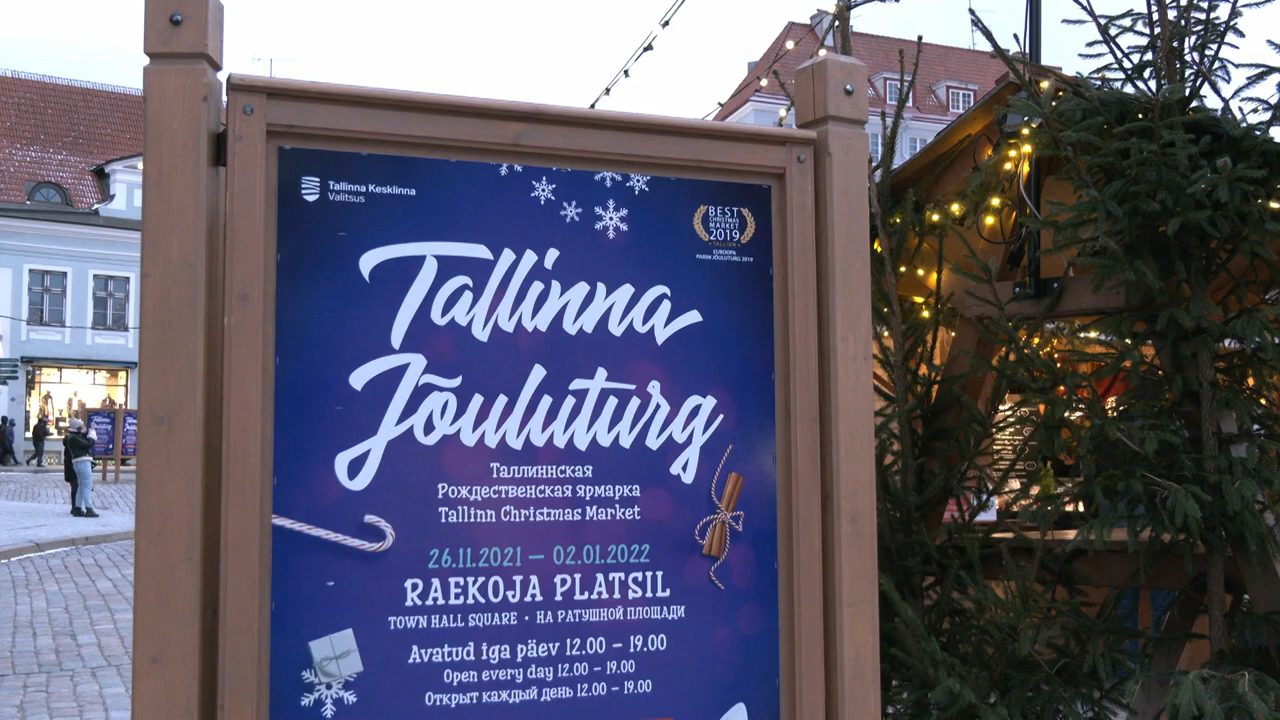 Tallinna Kesklinna
Valitsus
BEST
CHRISTMAS
MARKET
2019
TALLINN
EUROOPA
PARIM JÕULUTURG 2019
Tallinna
Jõuluturg
Таллиннская
Рождественская ярмарка
Tallinn Christmas Market
26.11.2021 — 02.01.2022
RAEKOJA PLATSIL
TOWN HALL SQUARE • НА РАТУШНОЙ ПЛОЩАДИ
Avatud iga päev 12.00 – 19.00
Open every day 12.00 – 19.00
Открыт каждый день 12.00 – 19.00